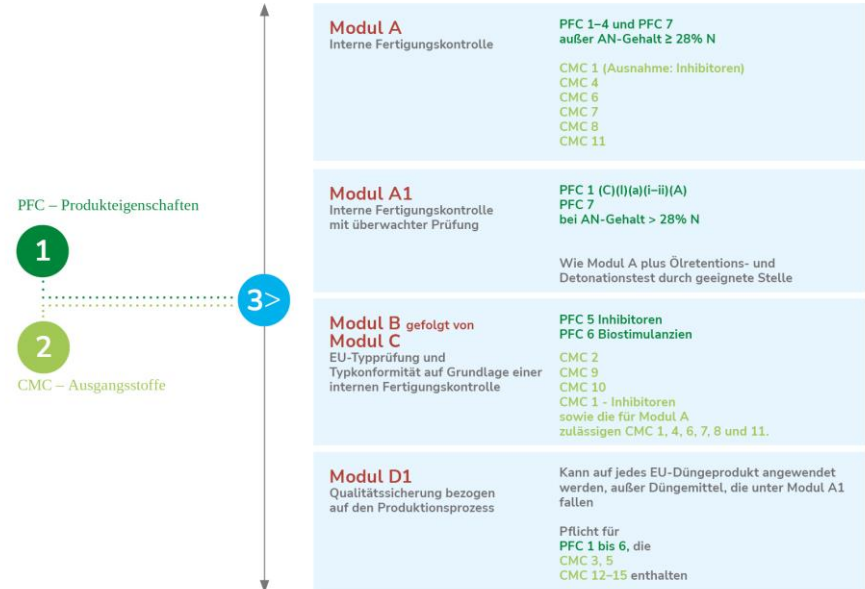 PFC – Produkteigenschaften
1
2
CMC – Ausgangsstoffe
3>
Modul A
Interne Fertigungskontrolle
PFC 1–4 und PFC 7
außer AN-Gehalt ≥ 28% N
CMC 1 (Ausnahme: Inhibitoren)
CMC 4
CMC 6
CMC 7
CMC 8
CMC 11
Modul A1
Interne Fertigungskontrolle
mit überwachter Prüfung
PFC 1 (C)(I)(a)(i–ii)(A)
PFC 7
bei AN-Gehalt > 28% N
Wie Modul A plus Ölretentions- und
Detonationstest durch geeignete Stelle
Modul B gefolgt von
Modul C
EU-Typprüfung und
Typkonformität auf Grundlage einer
internen Fertigungskontrolle
PFC 5 Inhibitoren
PFC 6 Biostimulanzien
CMC 2
CMC 9
CMC 10
CMC 1 - Inhibitoren
sowie die für Modul A
zulässigen CMC 1, 4, 6, 7, 8 und 11.
Modul D1
Qualitätssicherung bezogen
auf den Produktionsprozess
Kann auf jedes EU-Düngeprodukt angewendet
werden, außer Düngemittel, die unter Modul A1
fallen
Pflicht für
PFC 1 bis 6, die
CMC 3, 5
CMC 12–15 enthalten